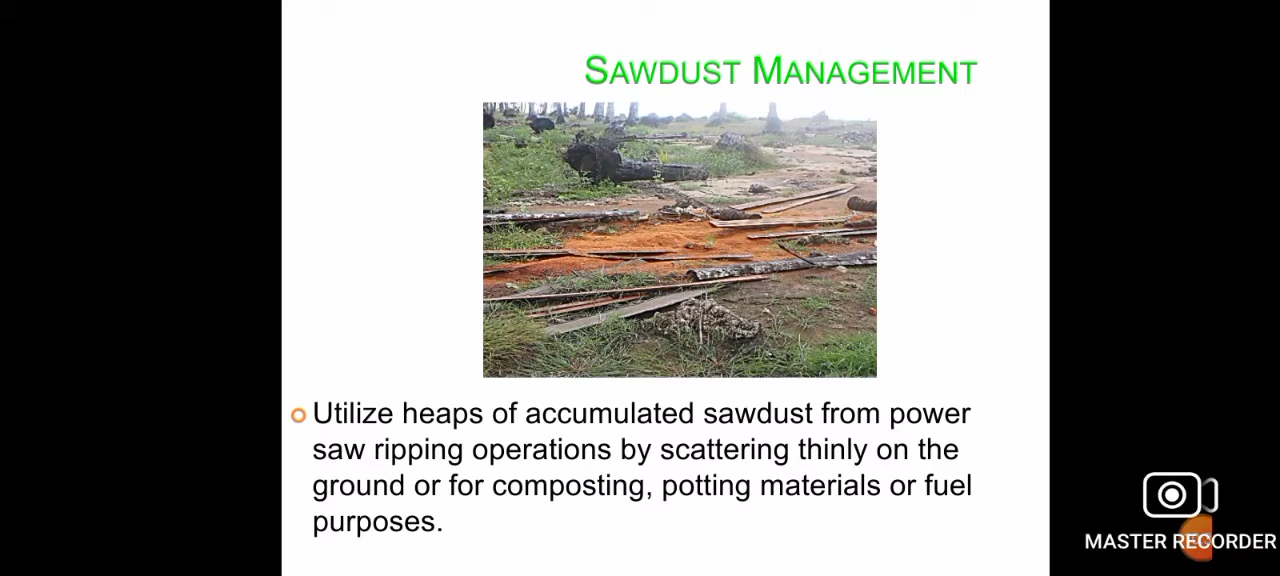 SAWDUST MANAGEMENT
Utilize heaps of accumulated sawdust from power
saw ripping operations by scattering thinly on the
ground or for composting, potting materials or fuel
purposes.
MASTER RECORDER